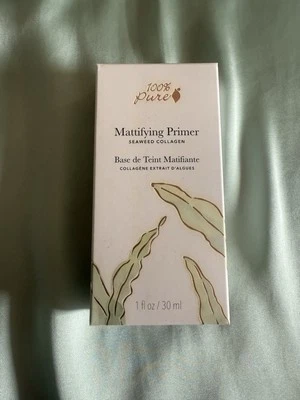 100%
pure
Mattifying Primer
SEAWEED COLLAGEN
Base de Teint Matifiante
COLLAGÈNE EXTRAIT D'ALGUES
1 fl oz / 30 ml